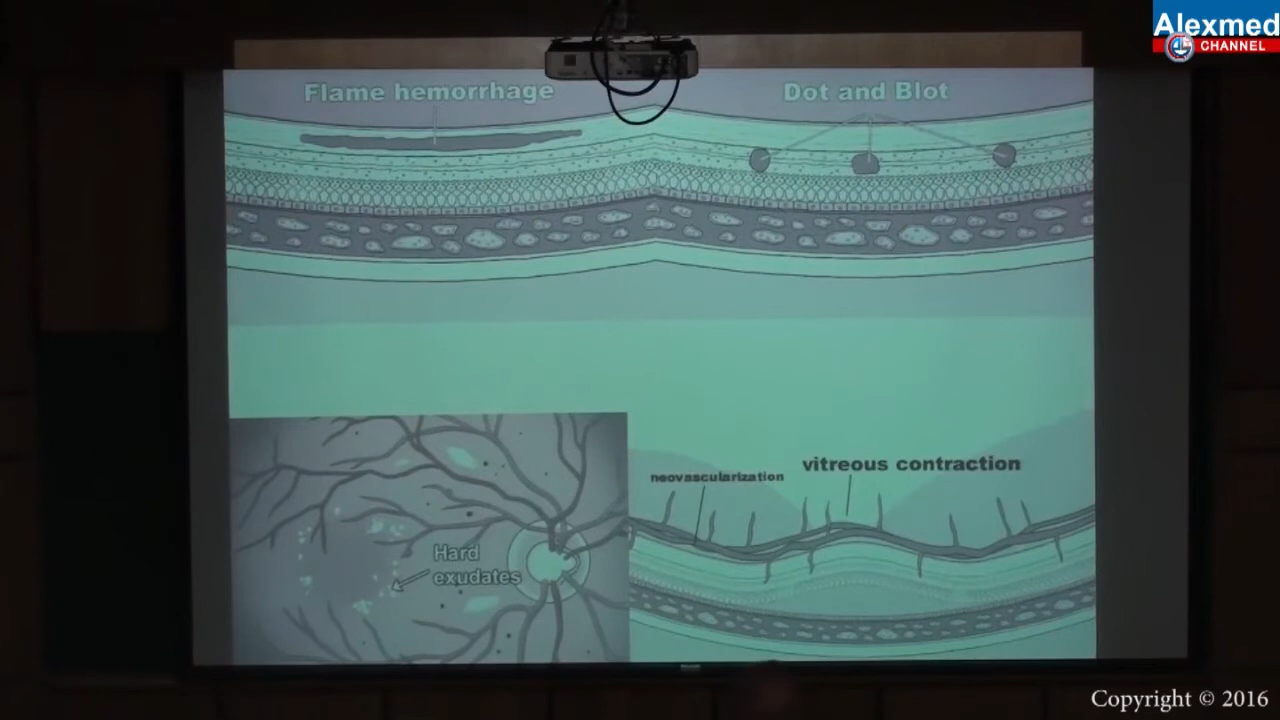 Alexmed
CHANNEL
Flame hemorrhage
Dot and Blot
neovascularization
vitreous contraction
Hard
exudates
Copyright © 2016